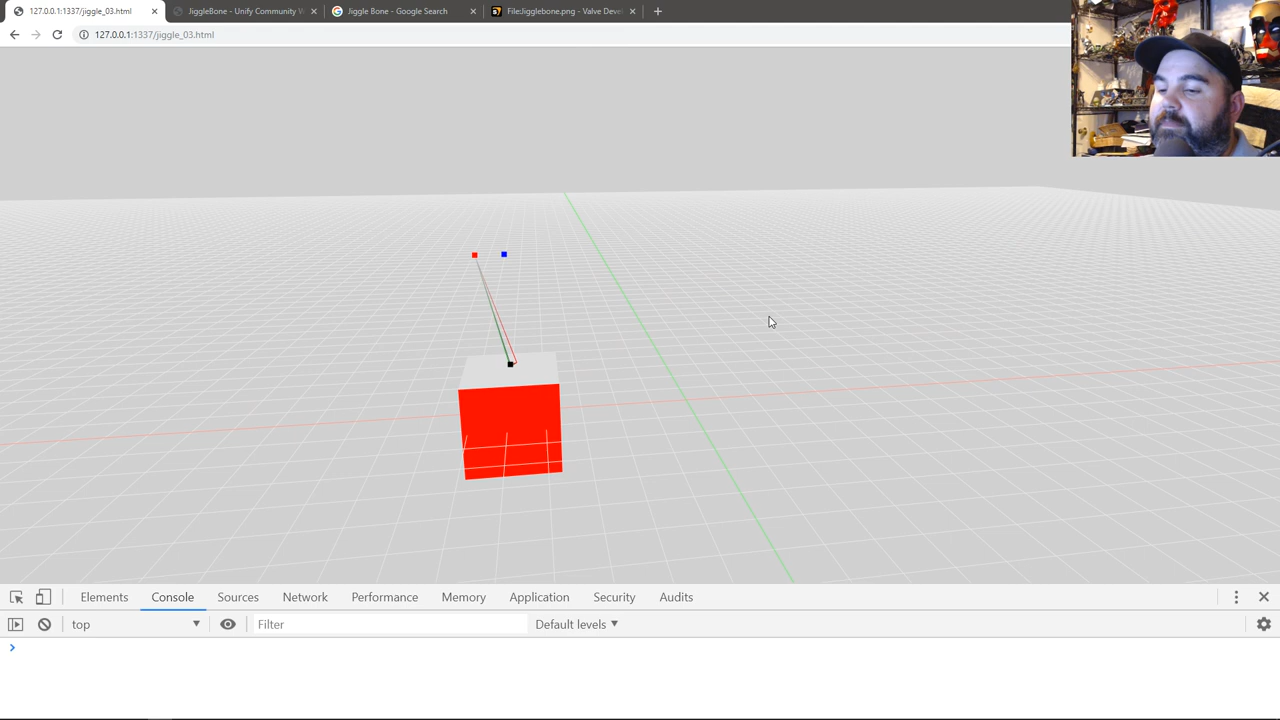 127.0.0.1:1337/jiggle_03.html
JiggleBone - Unify Community W
Jiggle Bone - Google Search
File:Jigglebone.png - Valve Devel
127.0.0.1:1337/jiggle_03.html
Elements Console Sources Network Performance Memory Application Security Audits
top Filter Default levels